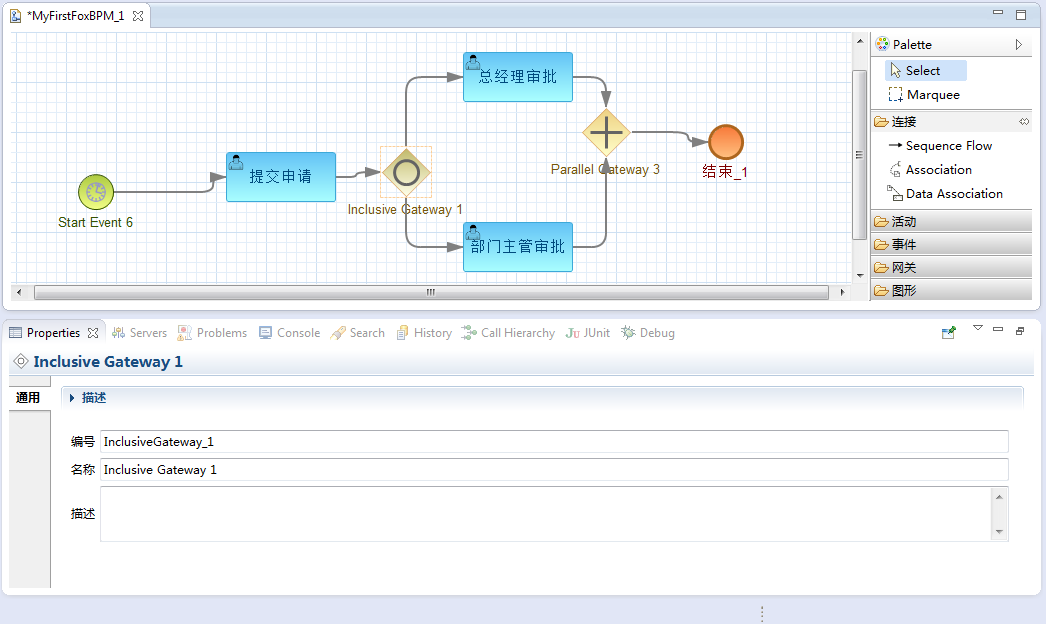 *MyFirstFoxBPM_1
总经理审批
提交申请
Start Event 6
Inclusive Gateway 1
部门主管审批
Parallel Gateway 3
结束_1
Palette
Select
Marquee
连接
Sequence Flow
Association
Data Association
活动
事件
网关
图形
Properties Servers Problems Console Search History Call Hierarchy Ju JUnit Debug
Inclusive Gateway 1
通用
描述
编号 InclusiveGateway_1
名称 Inclusive Gateway 1
描述